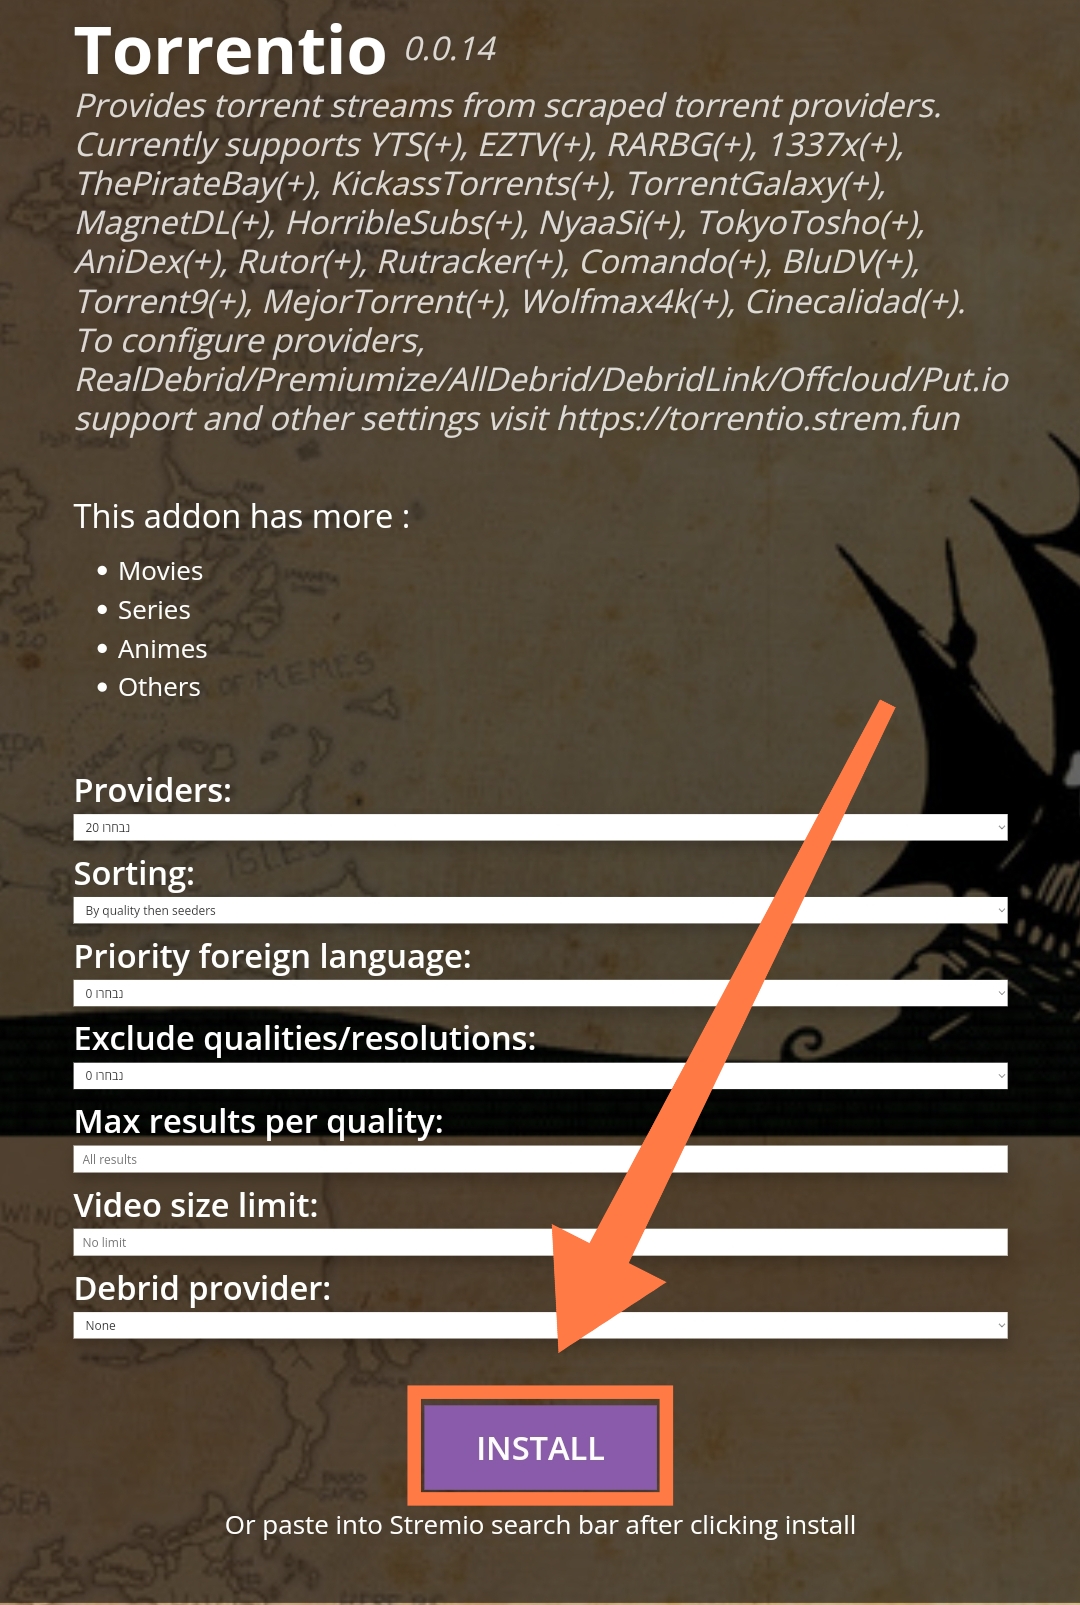 Torrentio 0.0.14
Provides torrent streams from scraped torrent providers.
Currently supports YTS(+), EZTV(+), RARBG(+), 1337x(+),
ThePirateBay(+), KickassTorrents(+), TorrentGalaxy(+),
MagnetDL(+), HorribleSubs(+), NyaaSi(+), TokyoTosho(+),
AniDex(+), Rutor(+), Rutracker(+), Comando(+), BluDV(+),
Torrent9(+), MejorTorrent(+), Wolfmax4k(+), Cinecalidad(+).
To configure providers,
RealDebrid/Premiumize/AllDebrid/DebridLink/Offcloud/Put.io
support and other settings visit https://torrentio.strem.fun
This addon has more :
• Movies
• Series
• Animes
• Others
OF MEMES
Providers:
20 נבחרו
ISLES
Sorting:
By quality then seeders
Priority foreign language:
0 נבחרו
Exclude qualities/resolutions:
0 נבחרו
Max results per quality:
All results
Video size limit:
No limit
Debrid provider:
None
INSTALL
SEA
Or paste into Stremio search bar after clicking install